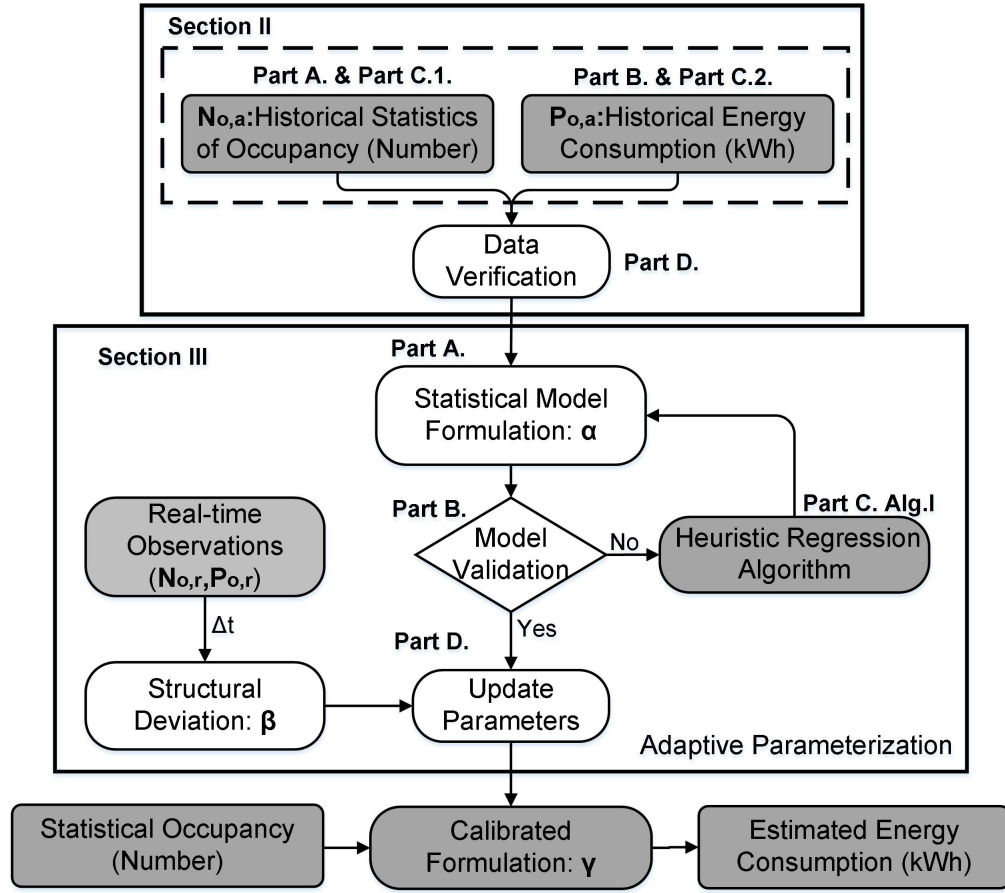 Section II
Part A. & Part C.1.
Part B. & Part C.2.
No,a:Historical Statistics
of Occupancy (Number)
Po,a:Historical Energy
Consumption (kWh)
Data
Verification
Part D.
Section III
Part A.
Statistical Model
Formulation: α
Part B.
Model
Validation
No
Part C. Alg.I
Heuristic Regression
Algorithm
Real-time
Observations
(No,r,Po,r)
Δt
Yes
Part D.
Structural
Deviation: β
Update
Parameters
Adaptive Parameterization
Statistical Occupancy
(Number)
Calibrated
Formulation: γ
Estimated Energy
Consumption (kWh)